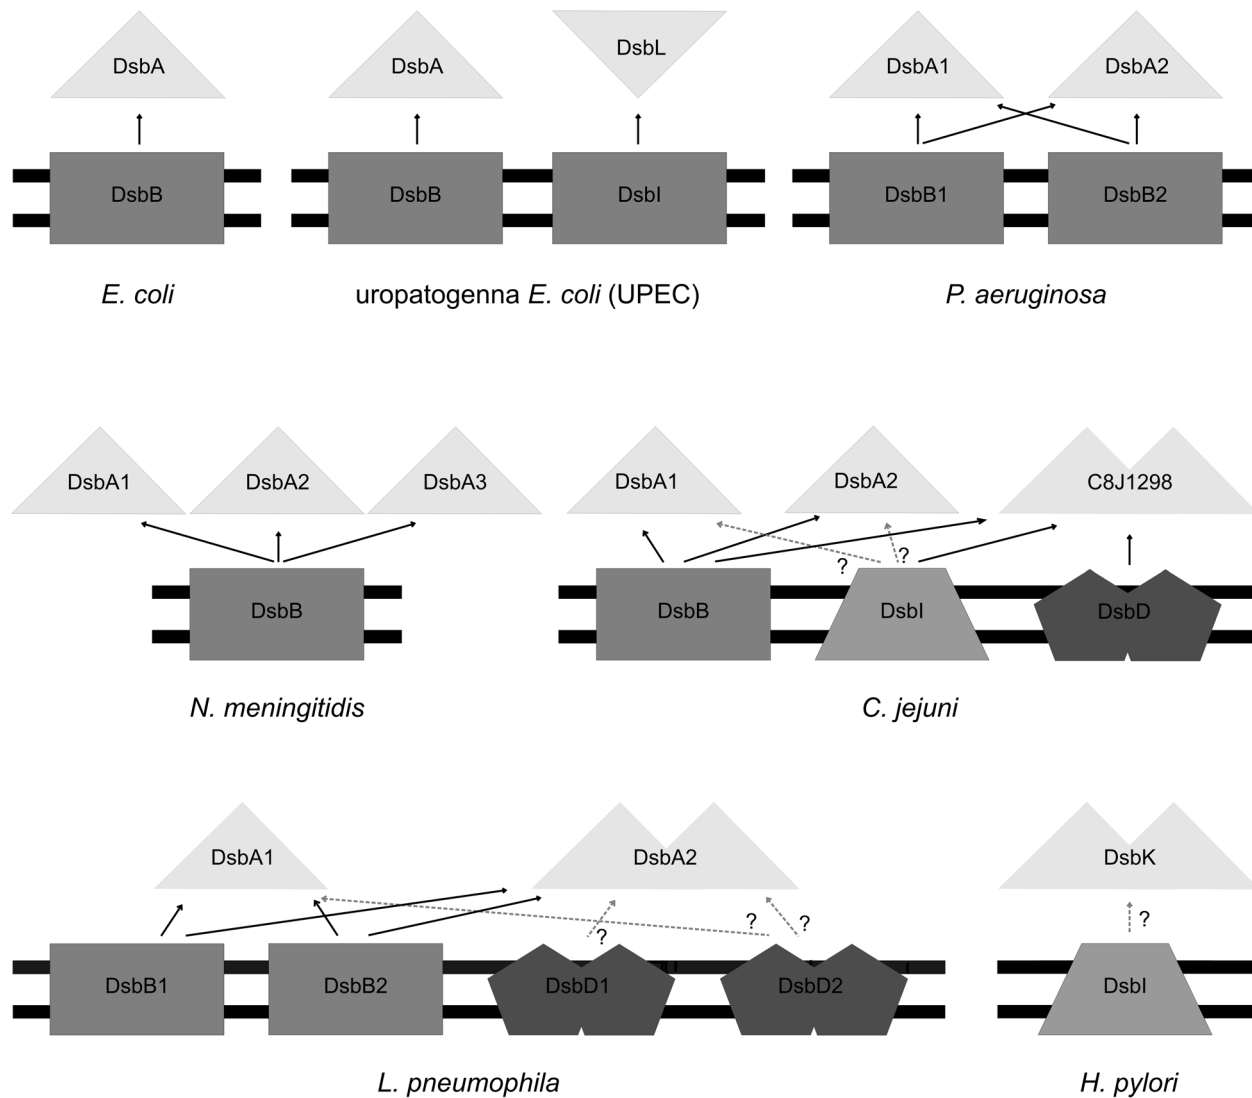 DsbA
DsbA
DsbL
DsbA1
DsbA2
DsbB
DsbB
DsbI
DsbB1
DsbB2
E. coli
uropatogenna E. coli (UPEC)
P. aeruginosa
DsbA1
DsbA2
DsbA3
DsbA1
DsbA2
C8J1298
?
?
DsbB
DsbB
DsbI
DsbD
N. meningitidis
C. jejuni
DsbA1
DsbA2
DsbK
?
?
?
?
DsbB1
DsbB2
DsbD1
DsbD2
DsbI
L. pneumophila
H. pylori